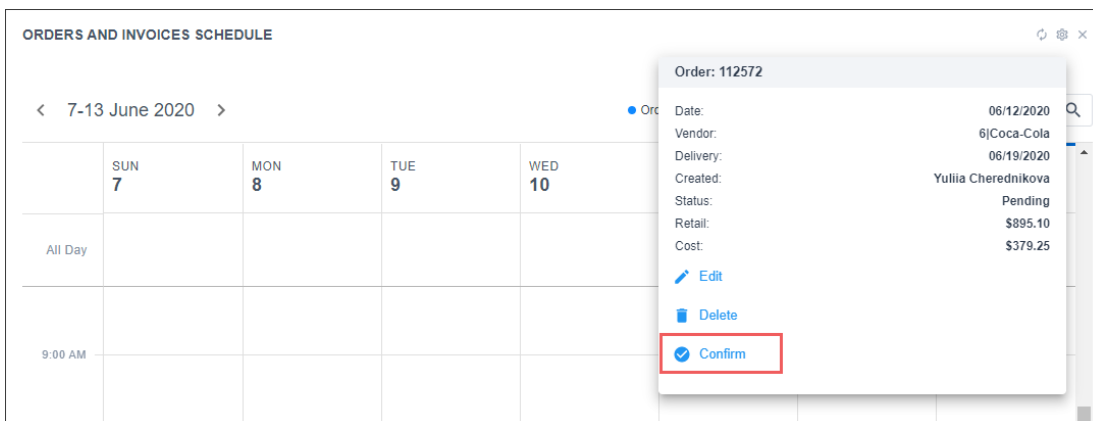 ORDERS AND INVOICES SCHEDULE
Order: 112572
7-13 June 2020
Date: 06/12/2020
Vendor: 6|Coca-Cola
Delivery: 06/19/2020
Created: Yuliia Cherednikova
Status: Pending
Retail: $895.10
Cost: $379.25
Edit
Delete
Confirm
SUN MON TUE WED
7 8 9 10
All Day
9:00 AM